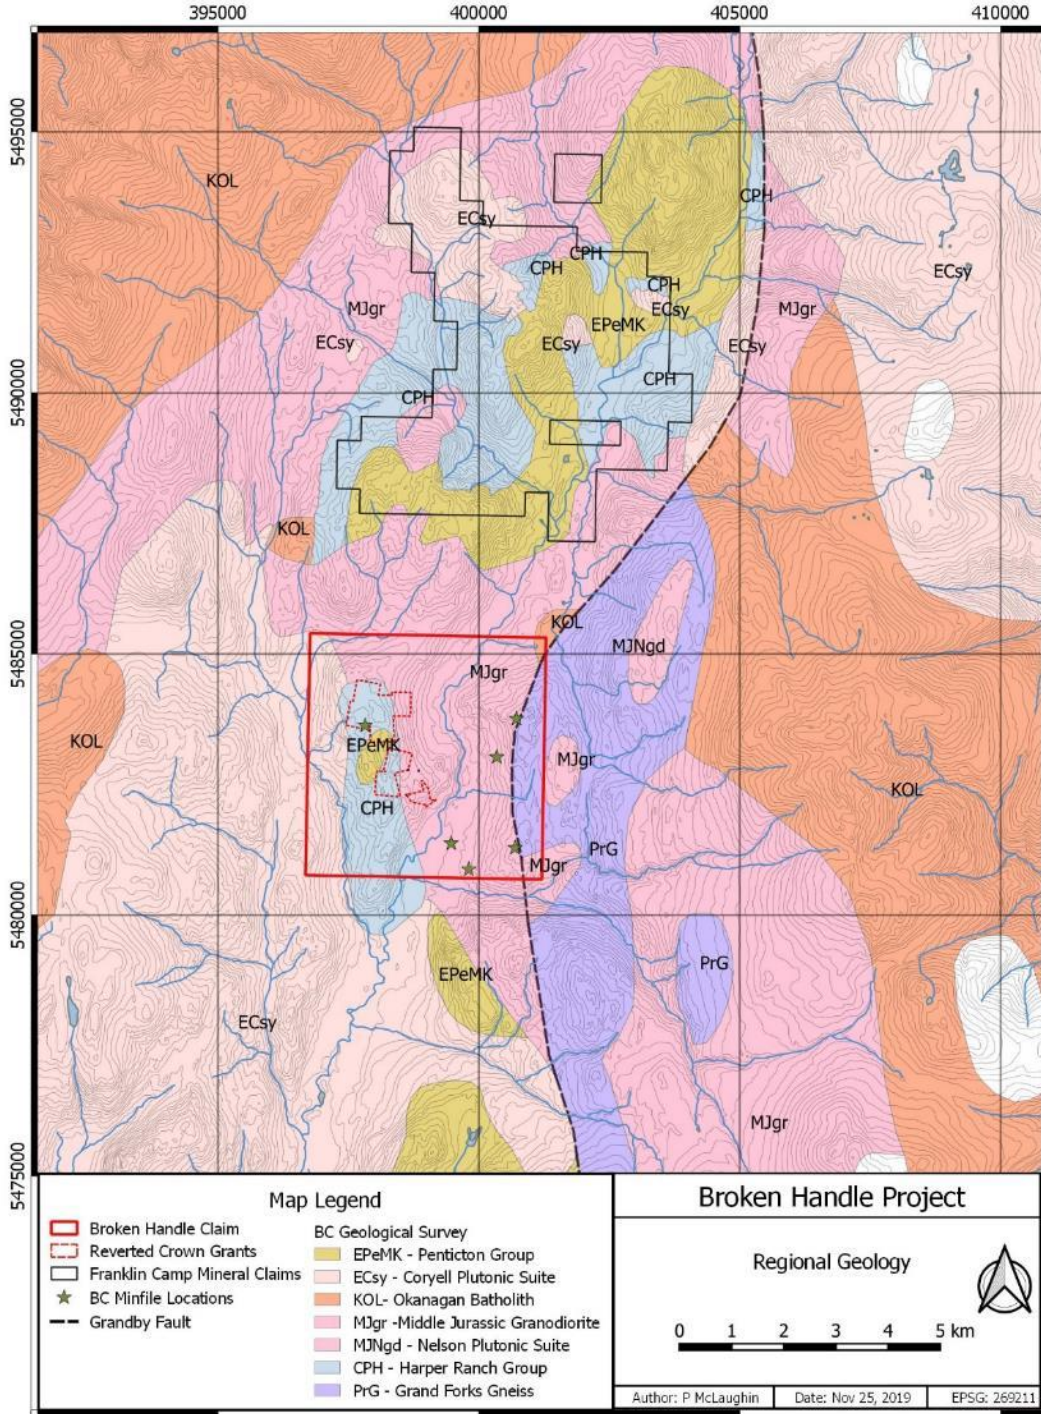 395000 400000 405000 410000
5495000
KOL
CPH
ECsy
ECsy
CPH
CPH
CPH
MJgr
ECsy
MJgr
EPeMK
ECsy
ECsy
ECsy
CPH
5490000
CPH
KOL
KOL
MJNgd
5485000
MJgr
KOL
EPeMK
MJgr
KOL
CPH
PrG
MJgr
5480000
EPeMK
PrG
ECsy
MJgr
5475000
Map Legend
Broken Handle Claim
Reverted Crown Grants
Franklin Camp Mineral Claims
BC Minfile Locations
Grandby Fault
BC Geological Survey
EPeMK - Penticton Group
ECsy - Coryell Plutonic Suite
KOL- Okanagan Batholith
MJgr -Middle Jurassic Granodiorite
MJNgd - Nelson Plutonic Suite
CPH - Harper Ranch Group
PrG - Grand Forks Gneiss
Broken Handle Project
Regional Geology
0 1 2 3 4 5 km
Author: P McLaughin Date: Nov 25, 2019 EPSG: 269211